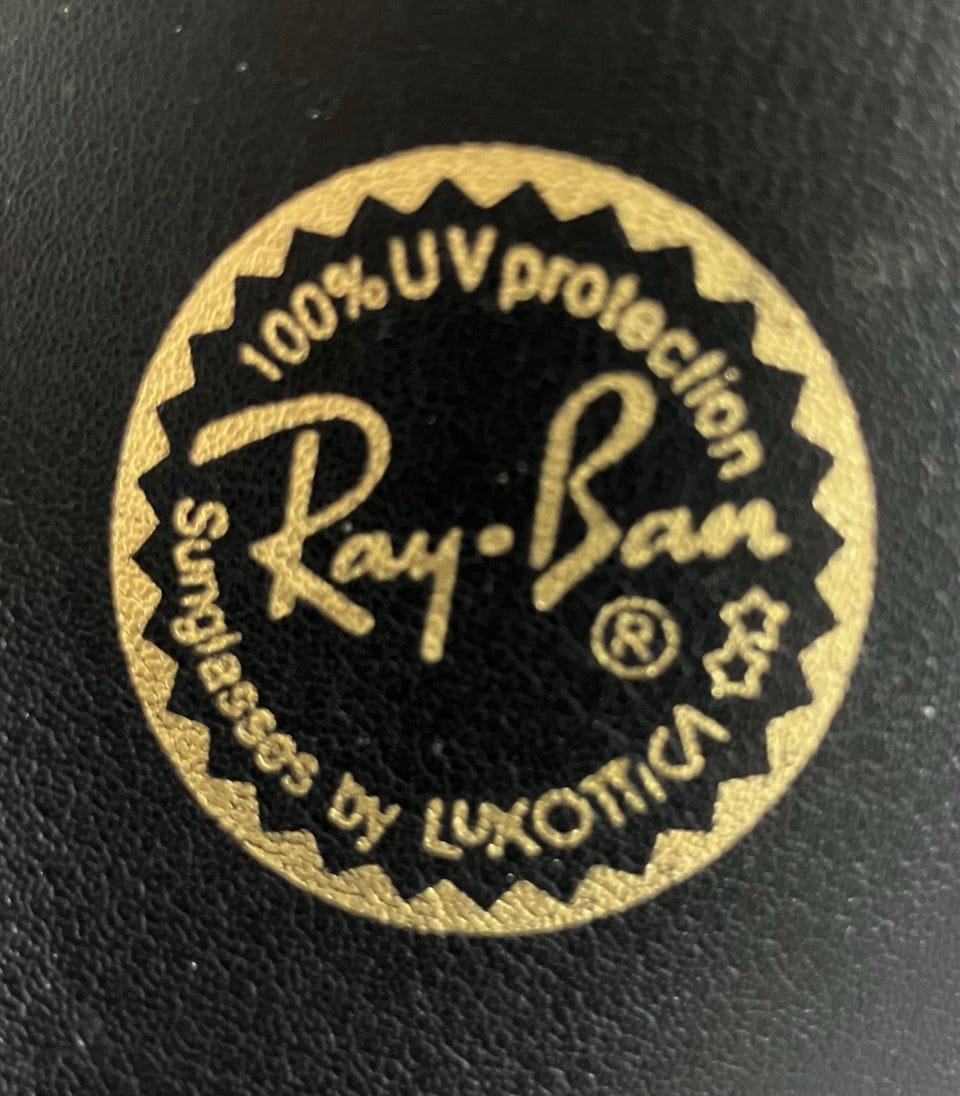 100% UV protection
Ray-Ban
®
Sunglasses by LUXOTTICA